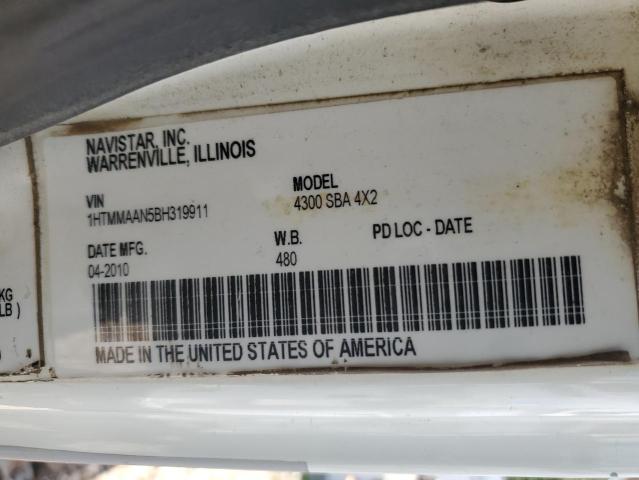 NAVISTAR, INC.
WARRENVILLE, ILLINOIS
VIN
1HTMMAAN5BH319911
MODEL
4300 SBA 4X2
DATE MFG.
04-2010
W.B.
480
PD LOC - DATE
KG
LB )
MADE IN THE UNITED STATES OF AMERICA